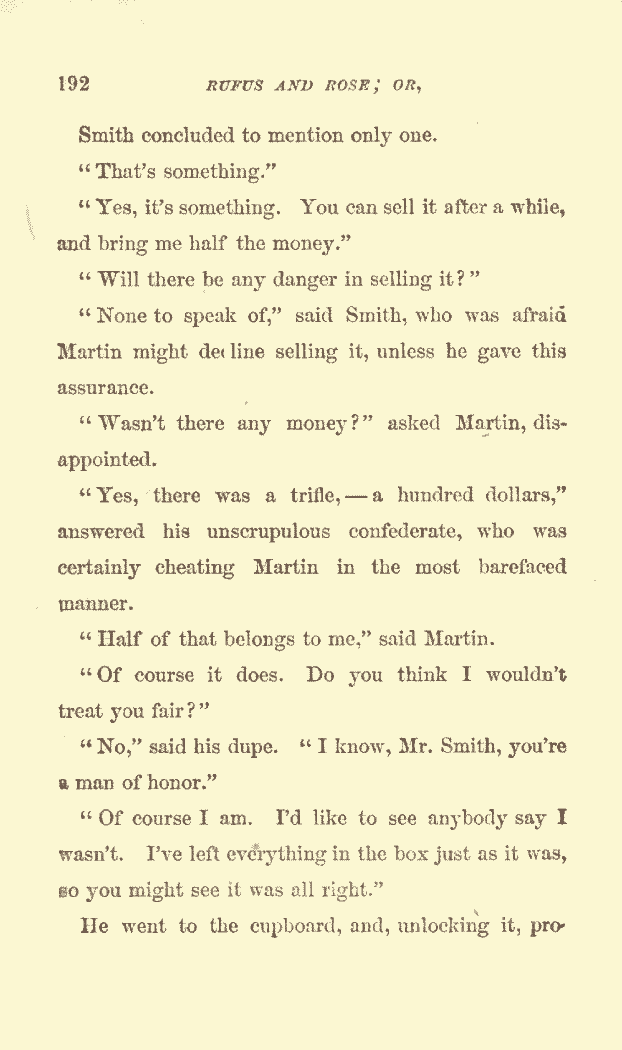 192 RUFUS AND ROSE; OR,
Smith concluded to mention only one.
"That's something."
"Yes, it's something. You can sell it after a while,
and bring me half the money."
"Will there be any danger in selling it?"
"None to speak of," said Smith, who was afraid
Martin might decline selling it, unless he gave this
assurance.
"Wasn't there any money?" asked Martin, dis-
appointed.
"Yes, there was a trifle,—a hundred dollars,"
answered his unscrupulous confederate, who was
certainly cheating Martin in the most barefaced
manner.
"Half of that belongs to me," said Martin.
"Of course it does. Do you think I wouldn't
treat you fair?"
"No," said his dupe. "I know, Mr. Smith, you're
a man of honor."
"Of course I am. I'd like to see anybody say I
wasn't. I've left everything in the box just as it was,
so you might see it was all right."
He went to the cupboard, and, unlocking it, pro-